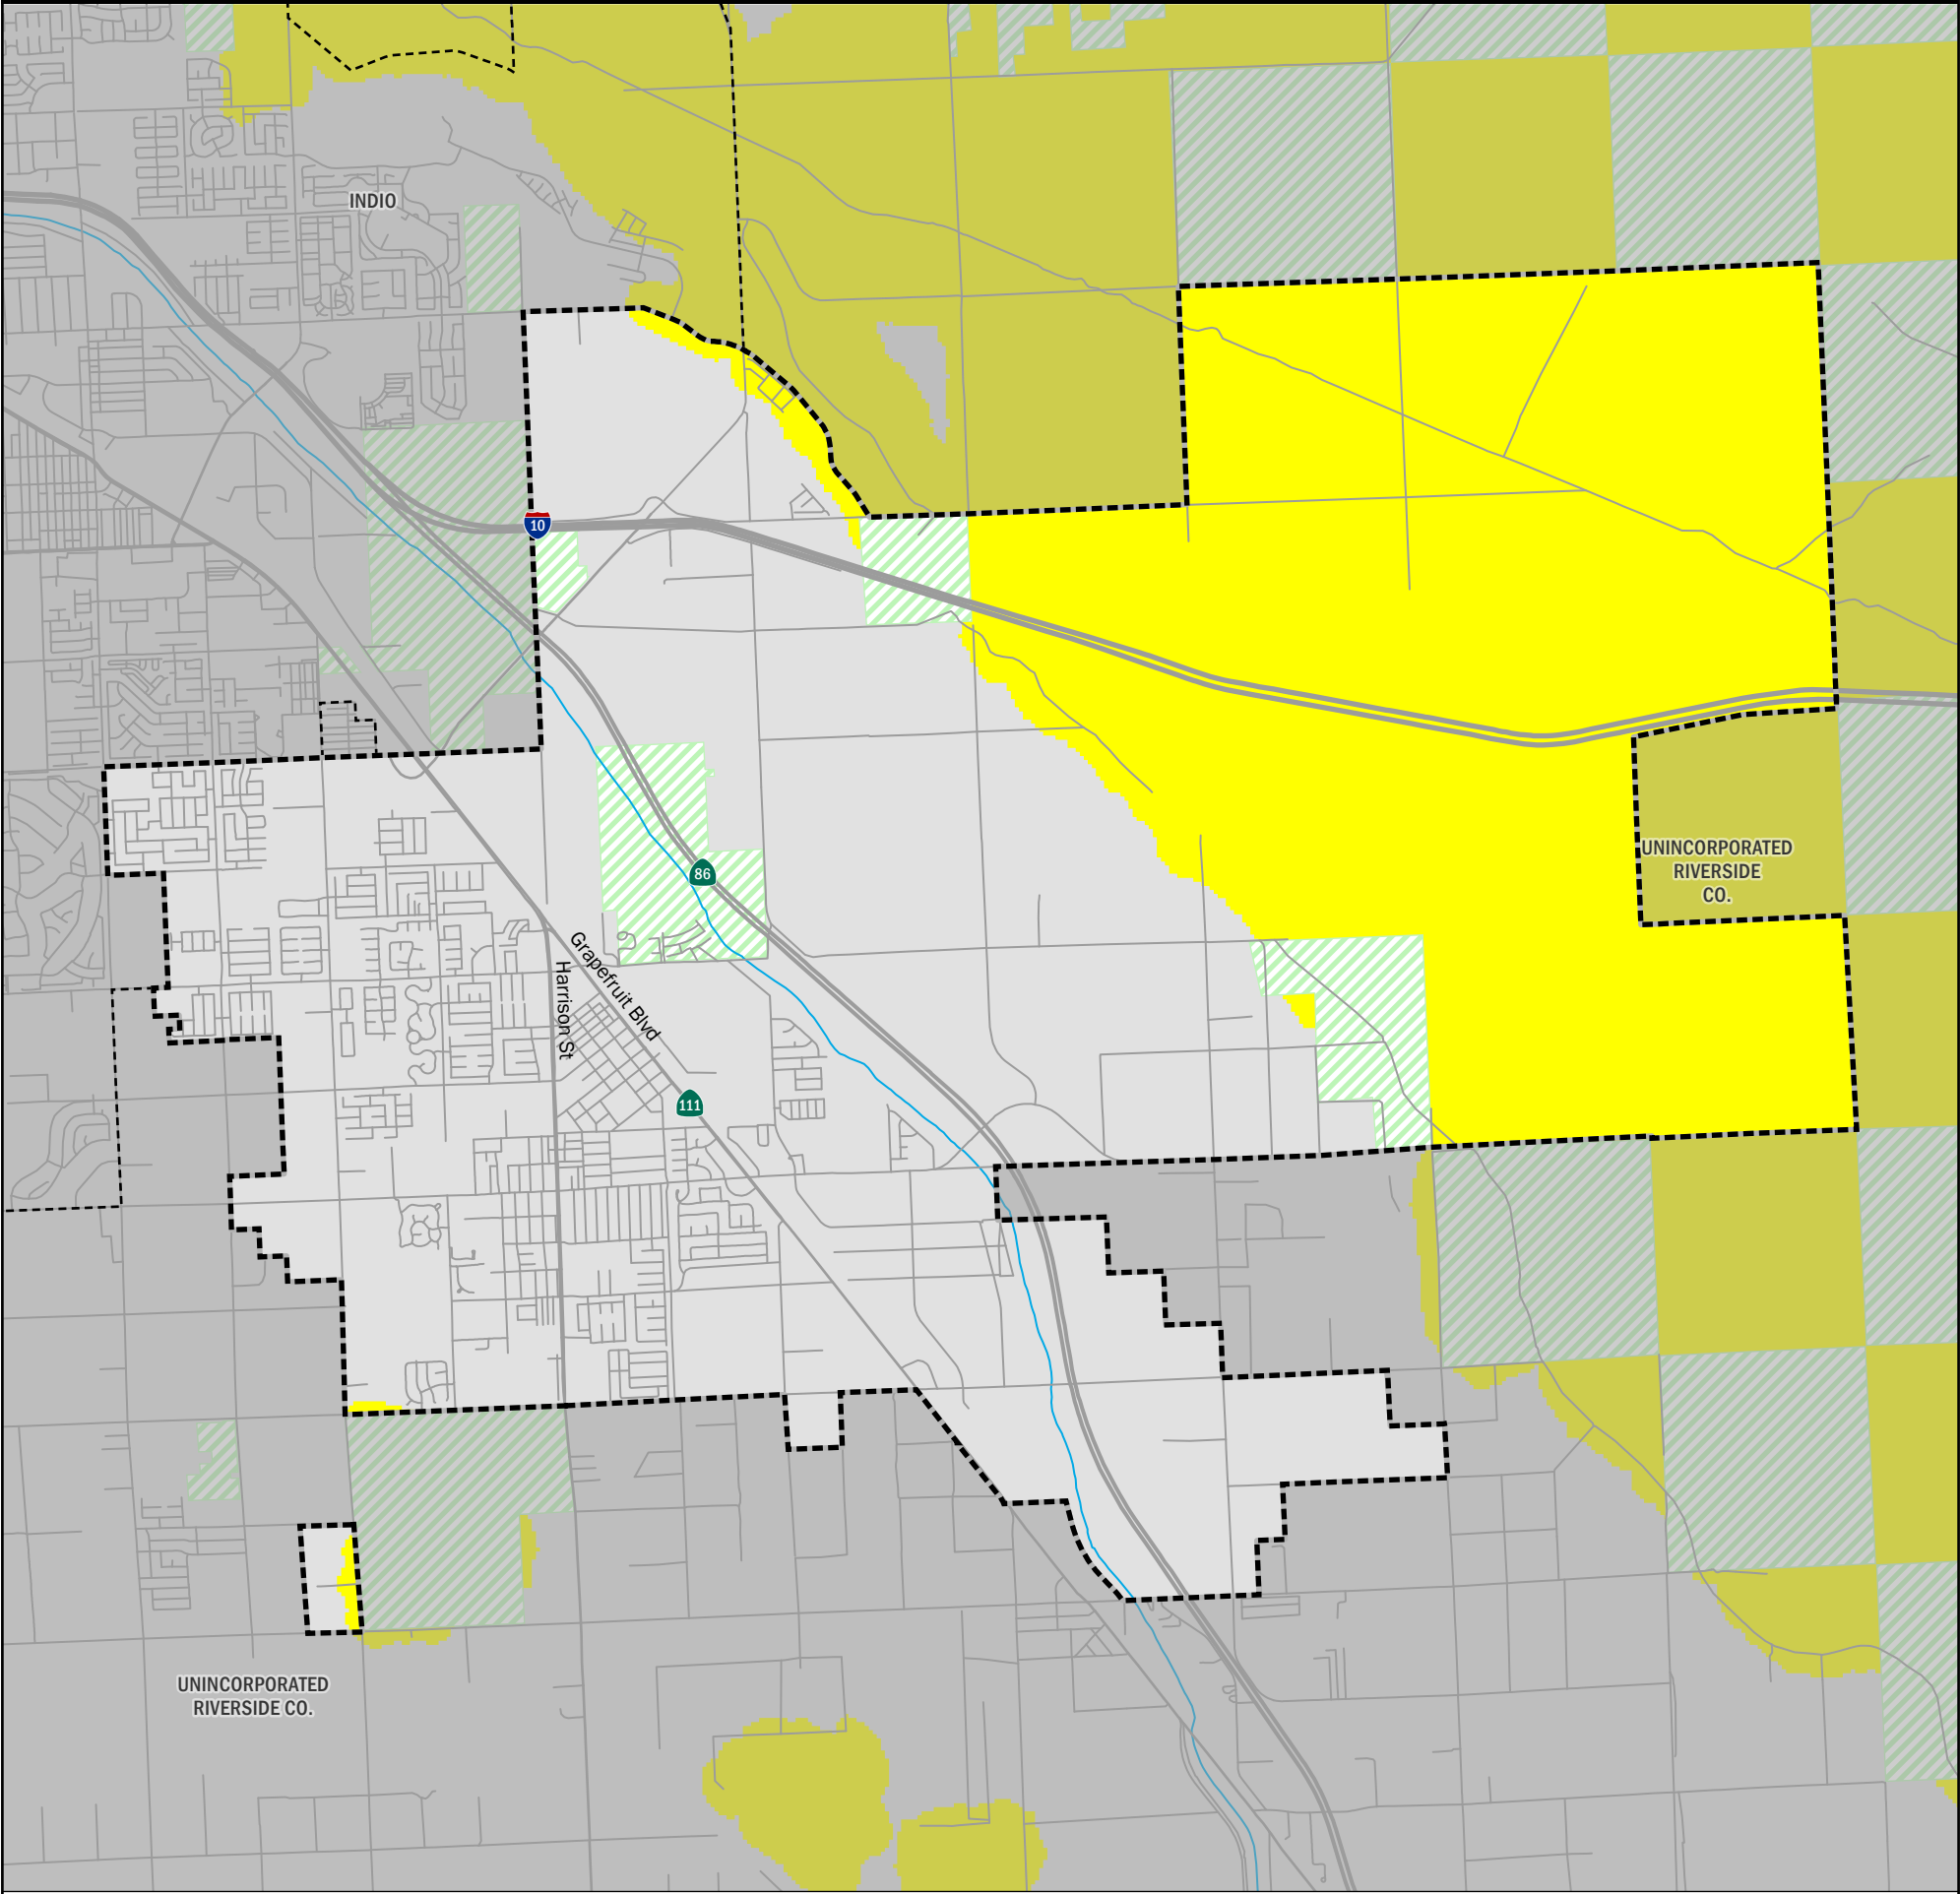 INDIO
10
UNINCORPORATED
RIVERSIDE
CO.
86
Grapefruit Blvd
Harrison St
111
UNINCORPORATED
RIVERSIDE CO.